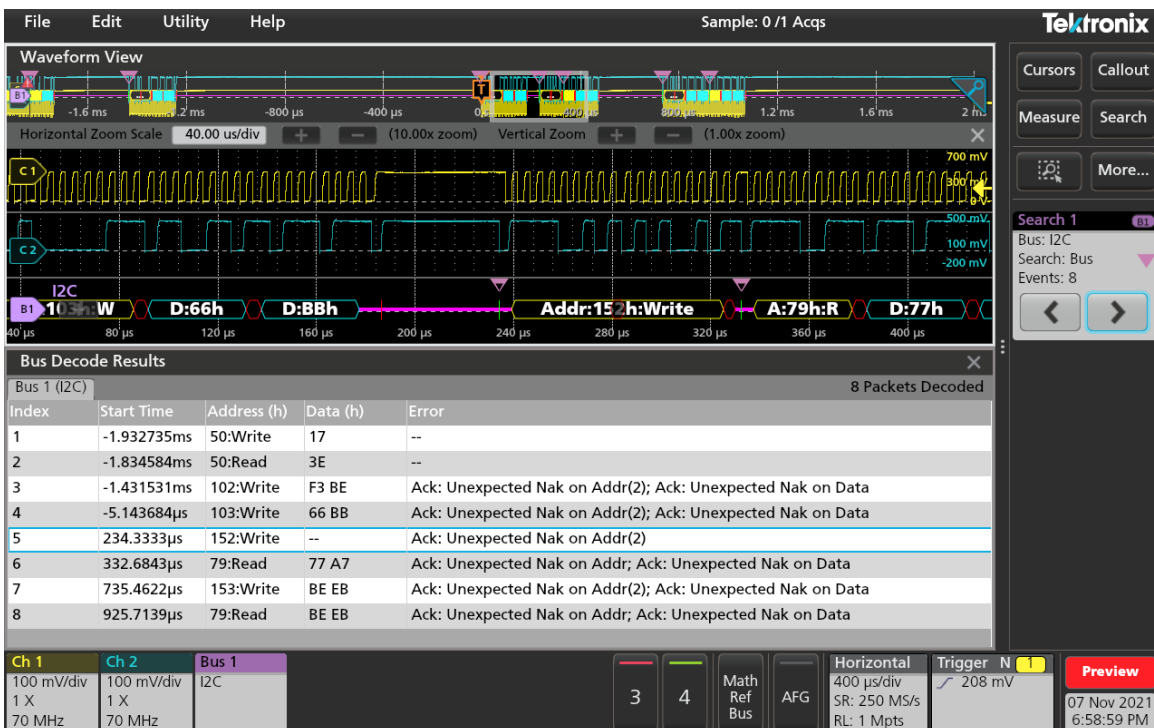 File Edit Utility Help Sample: 0 /1 Acqs Tektronix
Waveform View
Cursors Callout
B1 T
-1.6 ms -800 µs -400 µs 1.2 ms 1.6 ms
Measure Search
Horizontal Zoom Scale 40.00 us/div + − (10.00x zoom) Vertical Zoom + − (1.00x zoom)
C 1 700 mV
More...
500 mV
C 2 100 mV
-200 mV
Search 1 B1
Bus: I2C
Search: Bus
Events: 8
I2C
B1 103h:W D:66h D:BBh Addr:152h:Write A:79h:R D:77h
40 µs 80 µs 120 µs 160 µs 200 µs 240 µs 280 µs 320 µs 360 µs 400 µs
Bus Decode Results
Bus 1 (I2C) 8 Packets Decoded
Index Start Time Address (h) Data (h) Error
1 -1.932735ms 50:Write 17 --
2 -1.834584ms 50:Read 3E --
3 -1.431531ms 102:Write F3 BE Ack: Unexpected Nak on Addr(2); Ack: Unexpected Nak on Data
4 -5.143684µs 103:Write 66 BB Ack: Unexpected Nak on Addr(2); Ack: Unexpected Nak on Data
5 234.3333µs 152:Write -- Ack: Unexpected Nak on Addr(2)
6 332.6843µs 79:Read 77 A7 Ack: Unexpected Nak on Addr; Ack: Unexpected Nak on Data
7 735.4622µs 153:Write BE EB Ack: Unexpected Nak on Addr(2); Ack: Unexpected Nak on Data
8 925.7139µs 79:Read BE EB Ack: Unexpected Nak on Addr; Ack: Unexpected Nak on Data
Ch 1 Ch 2 Bus 1 Horizontal Trigger N 1
100 mV/div 100 mV/div I2C 3 4 Math Ref Bus AFG 400 µs/div 208 mV Preview
1 X 1 X SR: 250 MS/s
70 MHz 70 MHz RL: 1 Mpts
07 Nov 2021
6:58:59 PM